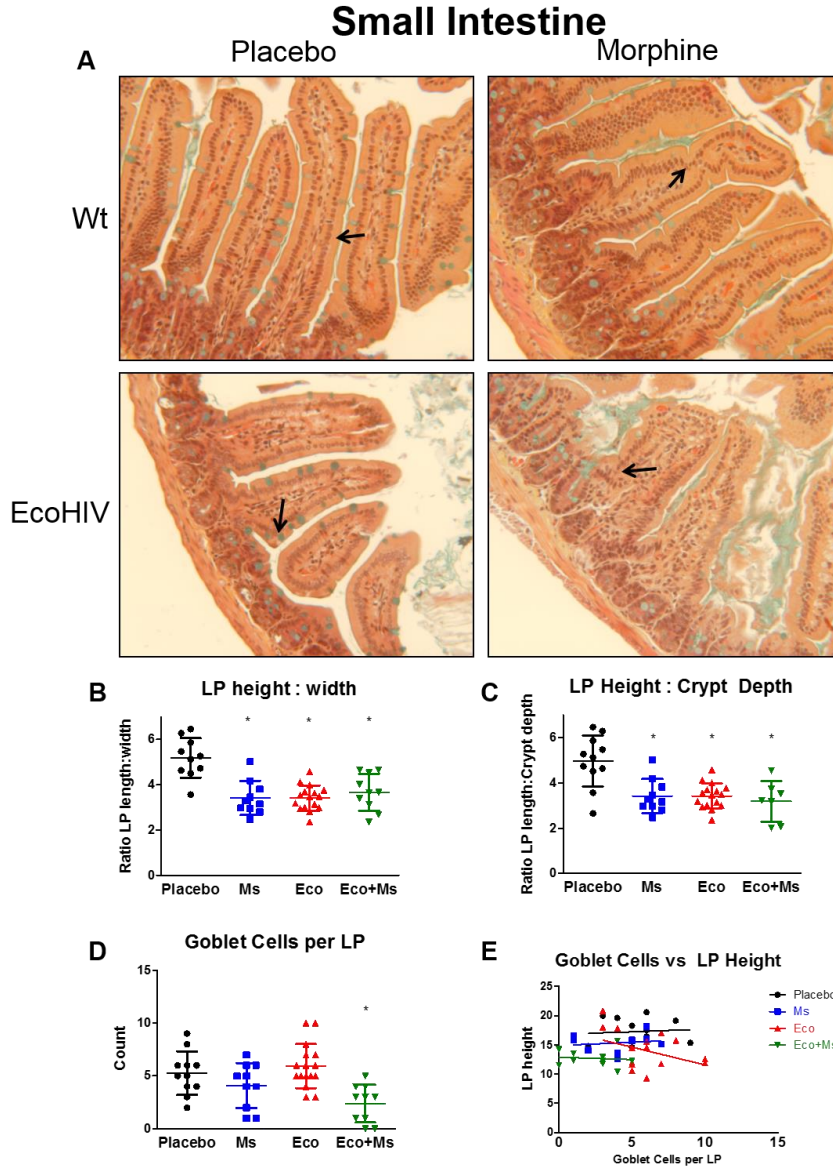 Small Intestine
Placebo Morphine
A
Wt
EcoHIV
B
LP height : width
Ratio LP length:width
6
4
2
0
* * *
Placebo Ms Eco Eco+Ms
C
LP Height : Crypt Depth
Ratio LP length:Crypt depth
6
4
2
0
* * *
Placebo Ms Eco Eco+Ms
D
Goblet Cells per LP
Count
15
10
5
0
*
Placebo Ms Eco Eco+Ms
E
Goblet Cells vs LP Height
LP height
25
20
15
10
5
0
0 5 10 15
Goblet Cells per LP
Placebo
Ms
Eco
Eco+Ms